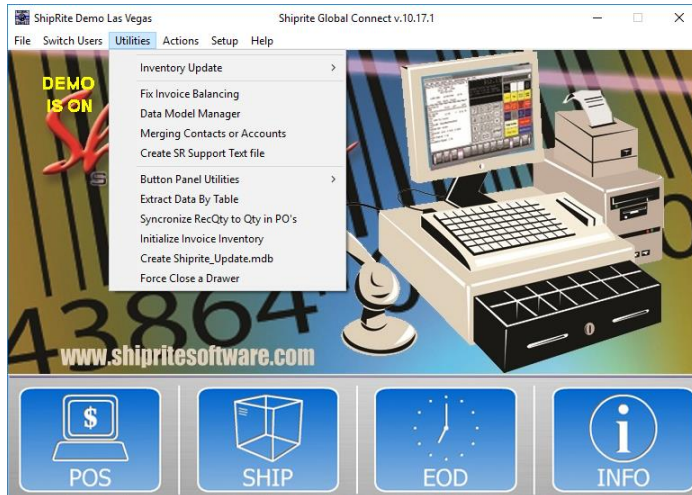 ShipRite Demo Las Vegas Shiprite Global Connect v.10.17.1
File Switch Users Utilities Actions Setup Help
Inventory Update
Fix Invoice Balancing
Data Model Manager
Merging Contacts or Accounts
Create SR Support Text file
Button Panel Utilities
Extract Data By Table
Syncronize RecQty to Qty in PO's
Initialize Invoice Inventory
Create Shiprite_Update.mdb
Force Close a Drawer
DEMO
IS ON
43864
www.shipritesoftware.com
$
POS
SHIP
EOD
i
INFO